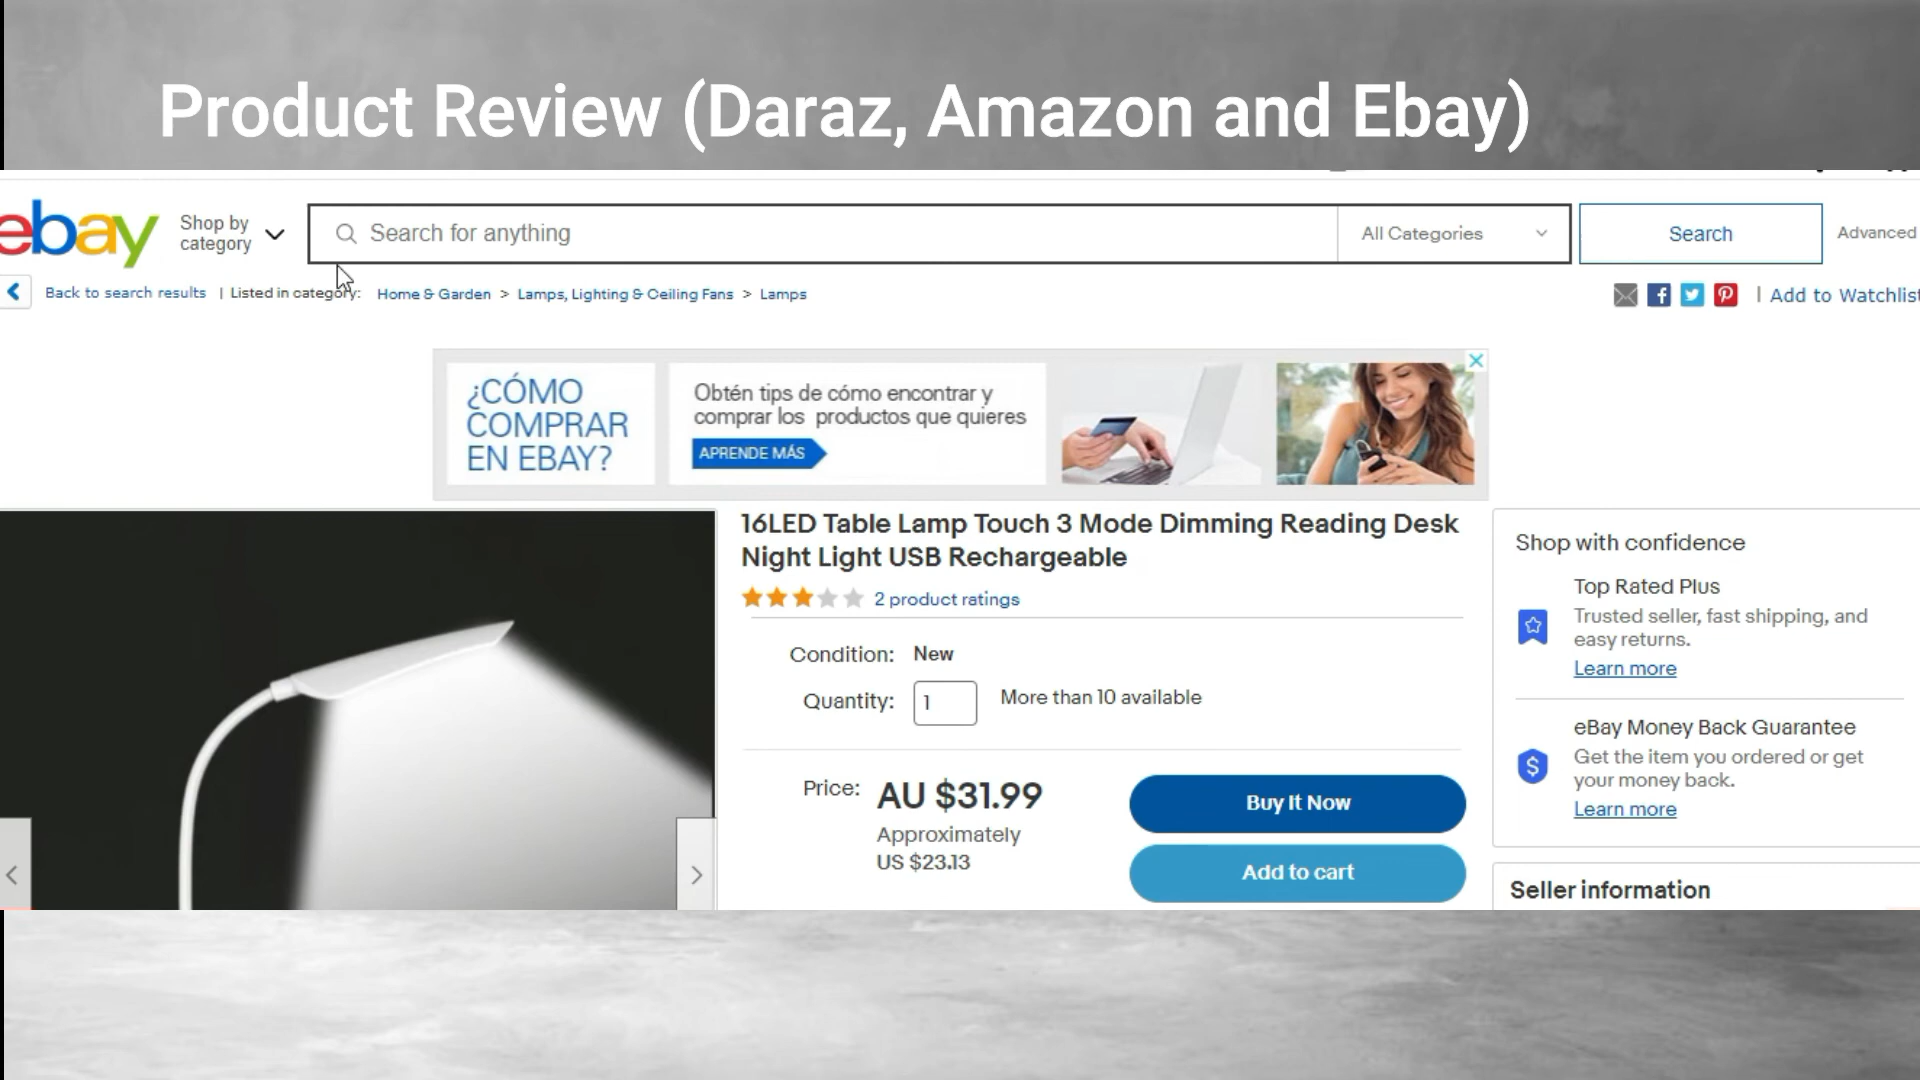 Product Review (Daraz, Amazon and Ebay)
ebay
Shop by
category
Search for anything
All Categories
Search
Advanced
Back to search results | Listed in category: Home & Garden > Lamps, Lighting & Ceiling Fans > Lamps
| Add to Watchlist
¿CÓMO
COMPRAR
EN EBAY?
Obtén tips de cómo encontrar y
comprar los productos que quieres
APRENDE MÁS
16LED Table Lamp Touch 3 Mode Dimming Reading Desk
Night Light USB Rechargeable
2 product ratings
Condition: New
Quantity: 1 More than 10 available
Price: AU $31.99
Approximately
US $23.13
Buy It Now
Add to cart
Shop with confidence
Top Rated Plus
Trusted seller, fast shipping, and
easy returns.
Learn more
eBay Money Back Guarantee
Get the item you ordered or get
your money back.
Learn more
Seller information